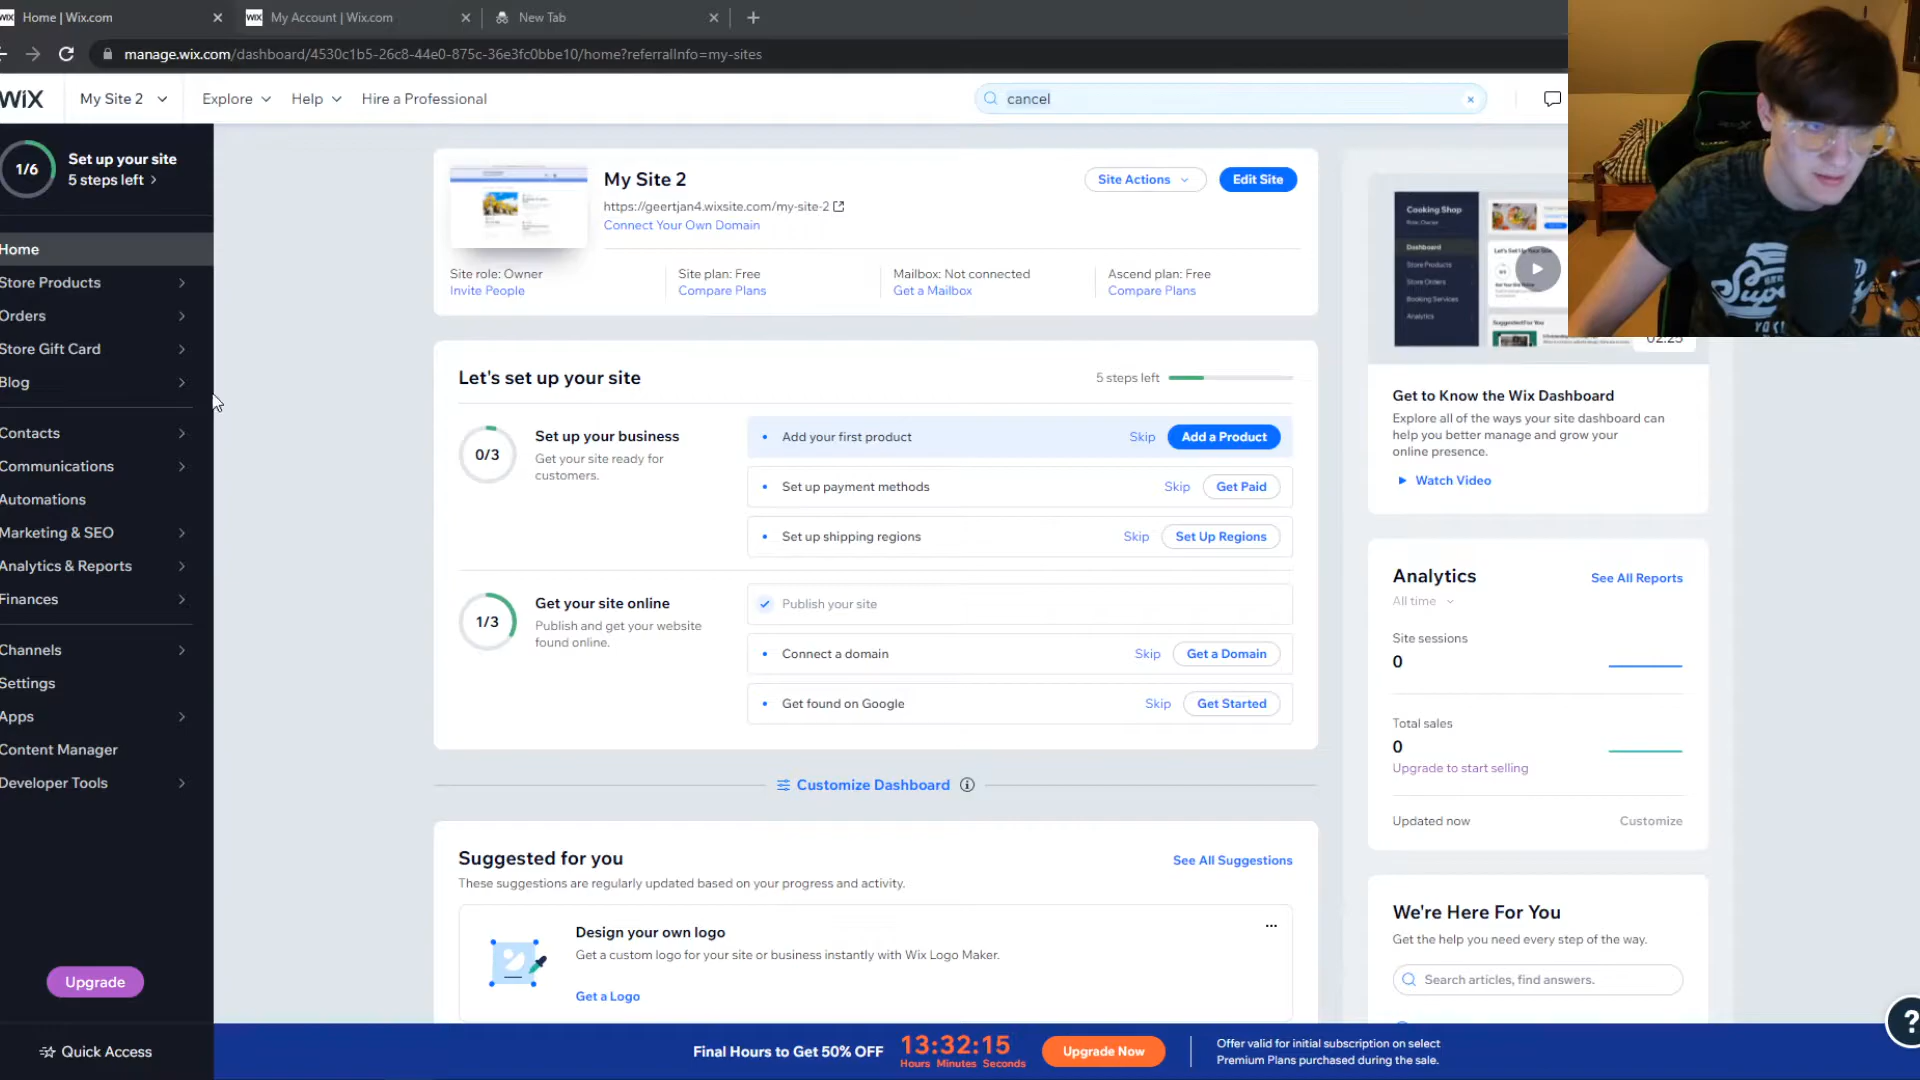 Home | Wix.com
My Account | Wix.com
New Tab
manage.wix.com/dashboard/4530c1b5-26c8-44e0-875c-36e3fc0bbe10/home?referralInfo=my-sites
WiX
My Site 2
Explore
Help
Hire a Professional
cancel
1/6
Set up your site
5 steps left
Home
Store Products
Orders
Store Gift Card
Blog
Contacts
Communications
Automations
Marketing & SEO
Analytics & Reports
Finances
Channels
Settings
Apps
Content Manager
Developer Tools
Upgrade
Quick Access
My Site 2
Site Actions
Edit Site
https://geertjan4.wixsite.com/my-site-2
Connect Your Own Domain
Site role: Owner
Invite People
Site plan: Free
Compare Plans
Mailbox: Not connected
Get a Mailbox
Ascend plan: Free
Compare Plans
Let's set up your site
5 steps left
0/3
Set up your business
Get your site ready for
customers.
Add your first product
Skip
Add a Product
Set up payment methods
Skip
Get Paid
Set up shipping regions
Skip
Set Up Regions
1/3
Get your site online
Publish and get your website
found online.
Publish your site
Connect a domain
Skip
Get a Domain
Get found on Google
Skip
Get Started
Customize Dashboard
Suggested for you
See All Suggestions
These suggestions are regularly updated based on your progress and activity.
Design your own logo
Get a custom logo for your site or business instantly with Wix Logo Maker.
Get a Logo
Cooking Shop
Dashboard
Store Products
Store Orders
Booking Services
Analytics
Suggested For You
02:25
Get to Know the Wix Dashboard
Explore all of the ways your site dashboard can
help you better manage and grow your
online presence.
Watch Video
Analytics
See All Reports
All time
Site sessions
0
Total sales
0
Upgrade to start selling
Updated now
Customize
We're Here For You
Get the help you need every step of the way.
Search articles, find answers.
?
Final Hours to Get 50% OFF
13:32:15
Hours Minutes Seconds
Upgrade Now
Offer valid for initial subscription on select
Premium Plans purchased during the sale.